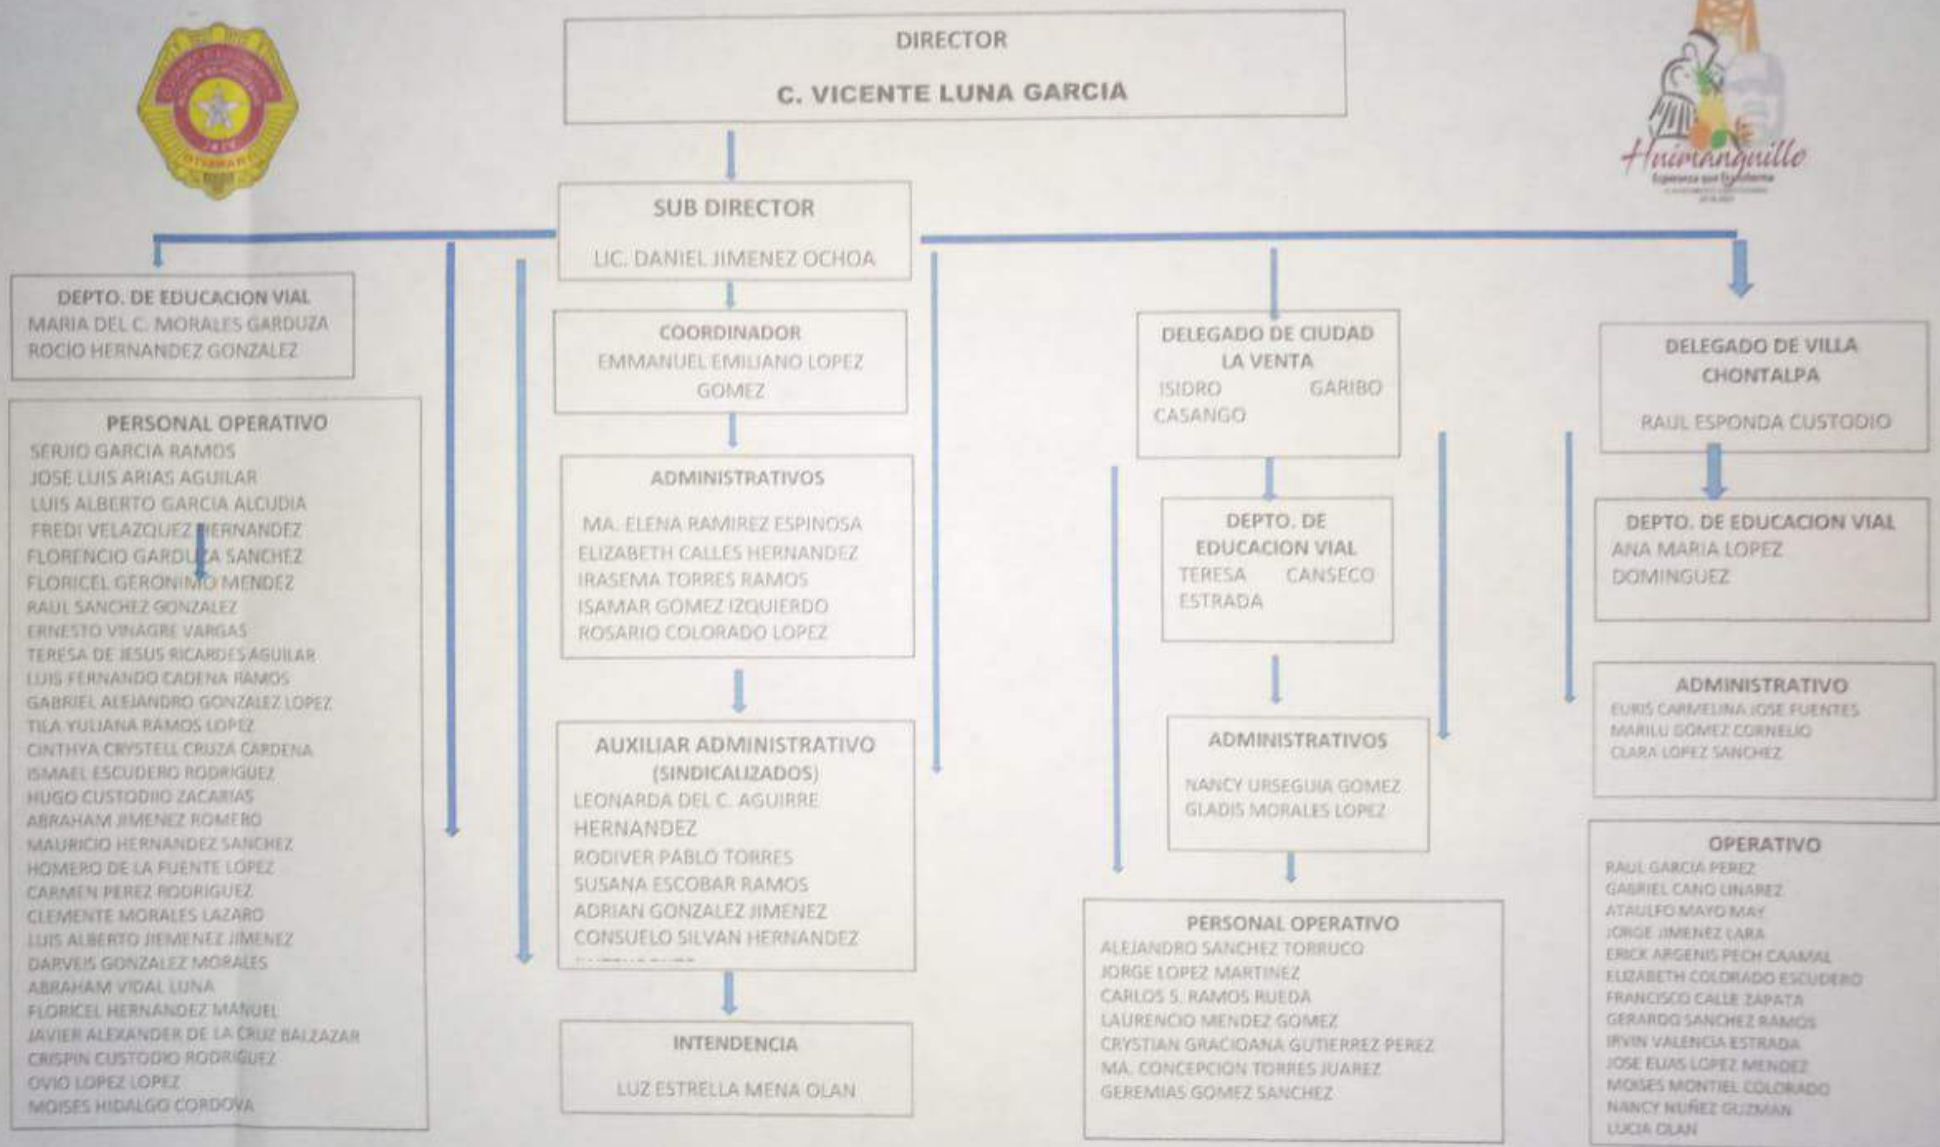 DIRECTOR
C. VICENTE LUNA GARCIA
Huimanguillo
Esperanza que Transforma
SUB DIRECTOR
LIC. DANIEL JIMENEZ OCHOA
DEPTO. DE EDUCACION VIAL
MARIA DEL C. MORALES GARDUZA
ROCIO HERNANDEZ GONZALEZ
PERSONAL OPERATIVO
SERJIO GARCIA RAMOS
JOSE LUIS ARIAS AGUILAR
LUIS ALBERTO GARCIA ALCUDIA
FREDI VELAZQUEZ HERNANDEZ
FLORENCIO GARDUZA SANCHEZ
FLORICEL GERONIMO MENDEZ
RAUL SANCHEZ GONZALEZ
ERNESTO VINAGRE VARGAS
TERESA DE JESUS RICARDES AGUILAR
LUIS FERNANDO CADENA RAMOS
GABRIEL ALEJANDRO GONZALEZ LOPEZ
TILA YULIANA RAMOS LOPEZ
CINTHYA CRYSTELL CRUZA CARDENA
ISMAEL ESCUDERO RODRIGUEZ
HUGO CUSTODIIO ZACARIAS
ABRAHAM JIMENEZ ROMERO
MAURICIO HERNANDEZ SANCHEZ
HOMERO DE LA FUENTE LOPEZ
CARMEN PEREZ RODRIGUEZ
CLEMENTE MORALES LAZARO
LUIS ALBERTO JIEMENEZ JIMENEZ
DARVEIS GONZALEZ MORALES
ABRAHAM VIDAL LUNA
FLORICEL HERNANDEZ MANUEL
JAVIER ALEXANDER DE LA CRUZ BALZAZAR
CRISPIN CUSTODIO RODRIGUEZ
OVIO LOPEZ LOPEZ
MOISES HIDALGO CORDOVA
COORDINADOR
EMMANUEL EMILIANO LOPEZ
GOMEZ
ADMINISTRATIVOS
MA. ELENA RAMIREZ ESPINOSA
ELIZABETH CALLES HERNANDEZ
IRASEMA TORRES RAMOS
ISAMAR GOMEZ IZQUIERDO
ROSARIO COLORADO LOPEZ
AUXILIAR ADMINISTRATIVO
(SINDICALIZADOS)
LEONARDA DEL C. AGUIRRE
HERNANDEZ
RODIVER PABLO TORRES
SUSANA ESCOBAR RAMOS
ADRIAN GONZALEZ JIMENEZ
CONSUELO SILVAN HERNANDEZ
INTENDENCIA
LUZ ESTRELLA MENA OLAN
DELEGADO DE CIUDAD
LA VENTA
ISIDRO GARIBO
CASANGO
DEPTO. DE
EDUCACION VIAL
TERESA CANSECO
ESTRADA
ADMINISTRATIVOS
NANCY URSEGUIA GOMEZ
GLADIS MORALES LOPEZ
PERSONAL OPERATIVO
ALEJANDRO SANCHEZ TORRUCO
JORGE LOPEZ MARTINEZ
CARLOS S. RAMOS RUEDA
LAURENCIO MENDEZ GOMEZ
CRYSTIAN GRACIOANA GUTIERREZ PEREZ
MA. CONCEPCION TORRES JUAREZ
GEREMIAS GOMEZ SANCHEZ
DELEGADO DE VILLA
CHONTALPA
RAUL ESPONDA CUSTODIO
DEPTO. DE EDUCACION VIAL
ANA MARIA LOPEZ
DOMINGUEZ
ADMINISTRATIVO
EURIS CARMELINA JOSE FUENTES
MARILU GOMEZ CORNELIO
CLARA LOPEZ SANCHEZ
OPERATIVO
RAUL GARCIA PEREZ
GABRIEL CANO LINAREZ
ATAULFO MAYO MAY
JORGE JIMENEZ LARA
ERICK ARGENIS PECH CAAMAL
ELIZABETH COLORADO ESCUDERO
FRANCISCO CALLE ZAPATA
GERARDO SANCHEZ RAMOS
IRVIN VALENCIA ESTRADA
JOSE ELIAS LOPEZ MENDEZ
MOISES MONTIEL COLORADO
NANCY NUÑEZ GUZMAN
LUCIA OLAN